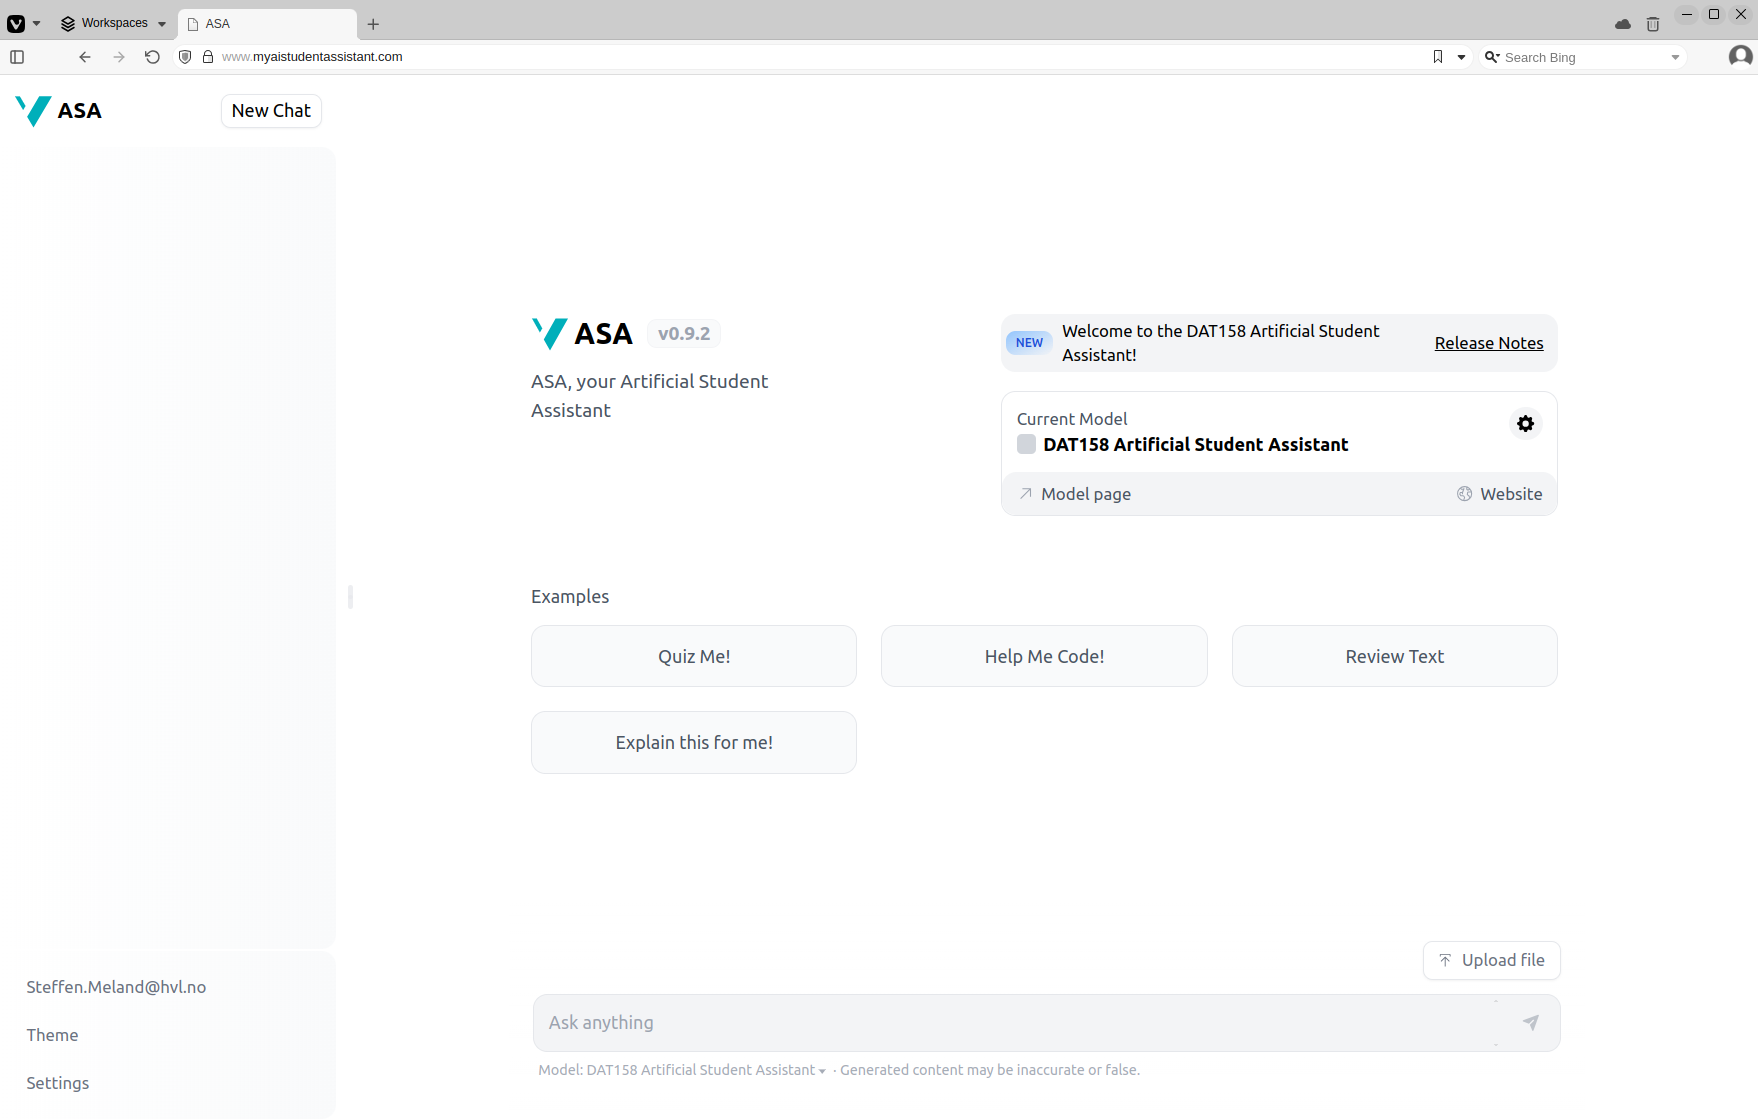 Workspaces
ASA
www.myaistudentassistant.com
Search Bing
ASA
New Chat
ASA v0.9.2
ASA, your Artificial Student
Assistant
NEW
Welcome to the DAT158 Artificial Student
Assistant!
Release Notes
Current Model
DAT158 Artificial Student Assistant
Model page
Website
Examples
Quiz Me!
Help Me Code!
Review Text
Explain this for me!
Steffen.Meland@hvl.no
Theme
Settings
Upload file
Ask anything
Model: DAT158 Artificial Student Assistant · Generated content may be inaccurate or false.